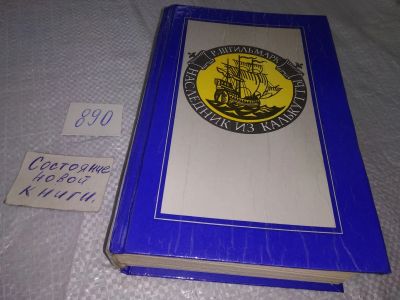 Р. ШТИЛЬМАРК
НАСЛЕДНИК ИЗ КАЛЬКУТТЫ
890
Состояние
новой
книги.